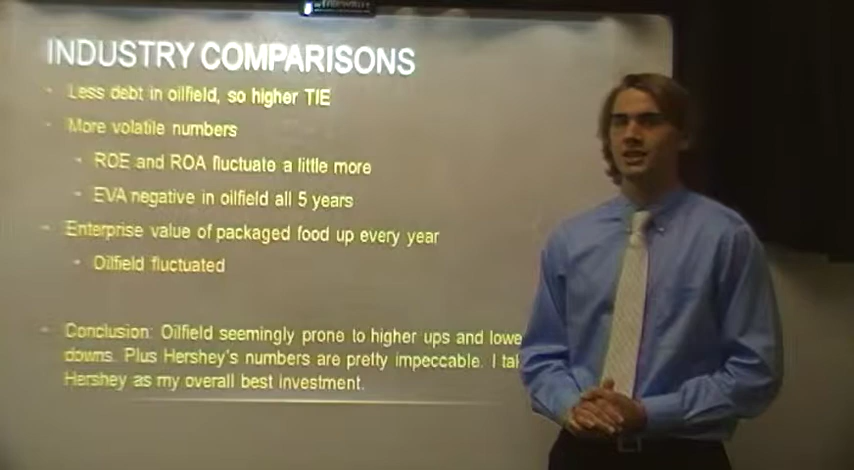 INDUSTRY COMPARISONS
Less debt in oilfield, so higher TIE
More volatile numbers
ROE and ROA fluctuate a little more
EVA negative in oilfield all 5 years
Enterprise value of packaged food up every year
Oilfield fluctuated
Conclusion: Oilfield seemingly prone to higher ups and lowe
downs. Plus Hershey's numbers are pretty impeccable. I tak
Hershey as my overall best investment.